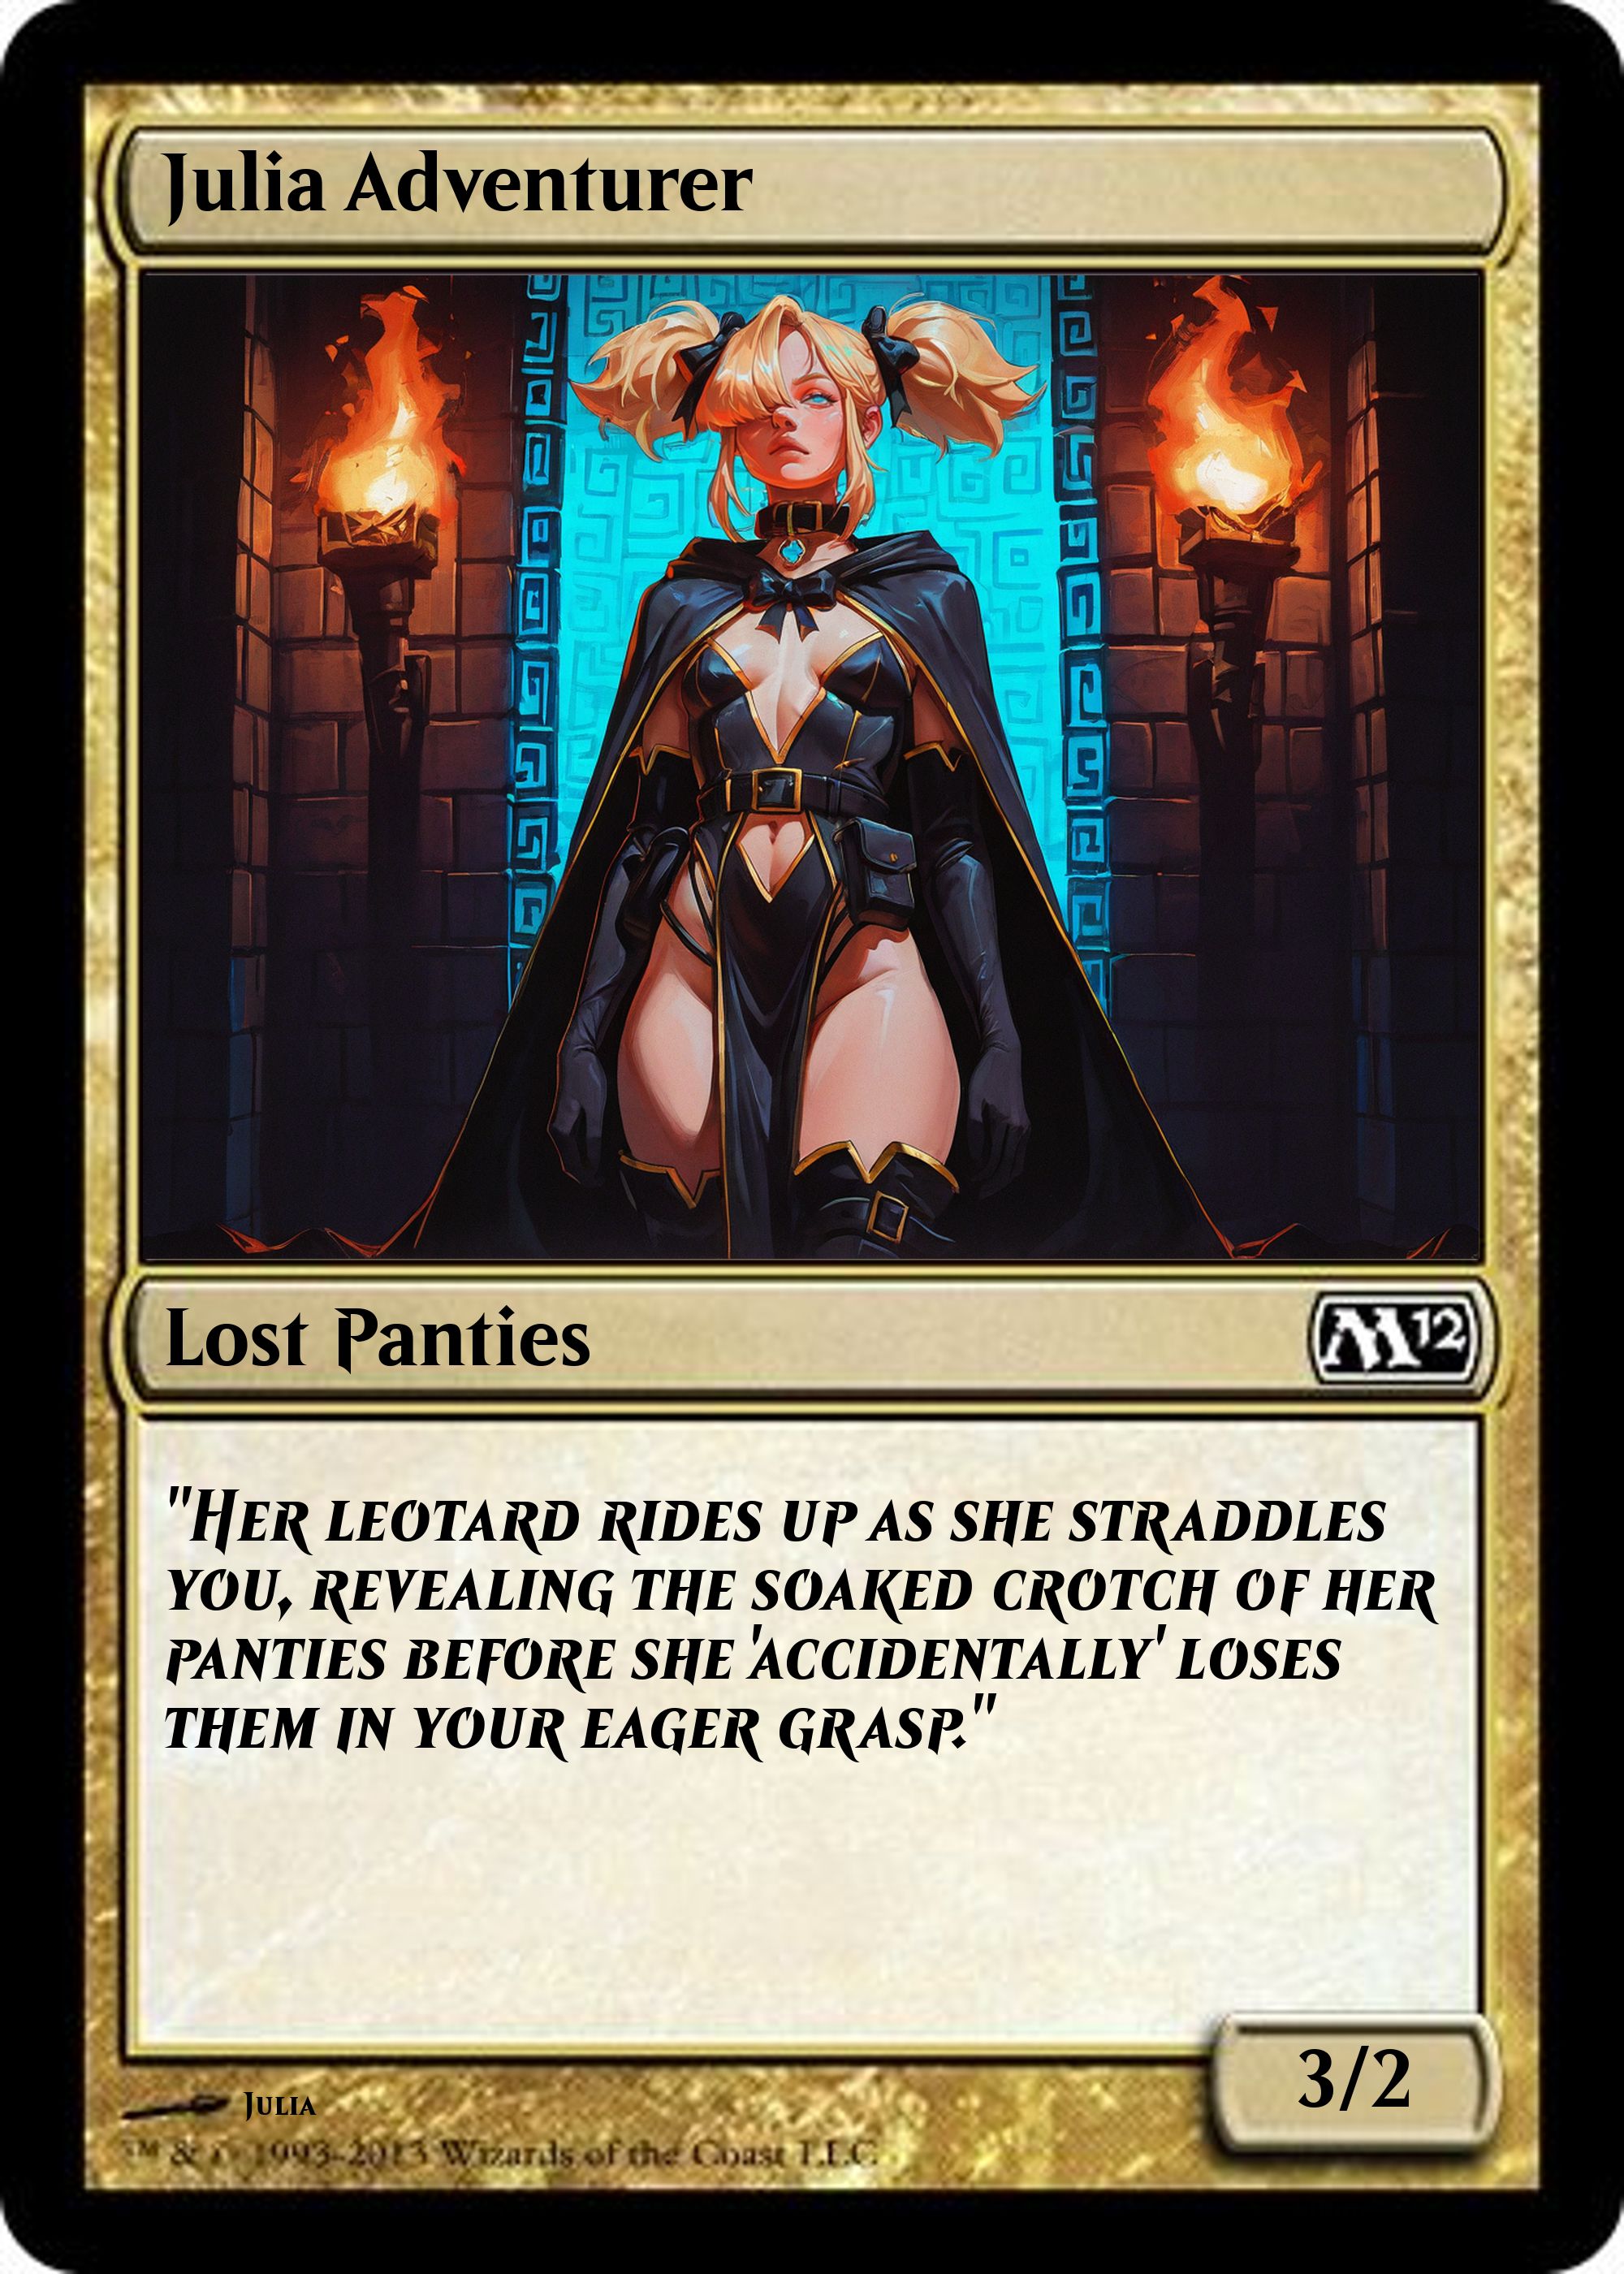 Julia Adventurer
Lost Panties
M12
"Her leotard rides up as she straddles
you, revealing the soaked crotch of her
panties before she 'accidentally' loses
them in your eager grasp."
3/2
Julia
™ & © 1993-2013 Wizards of the Coast LLC